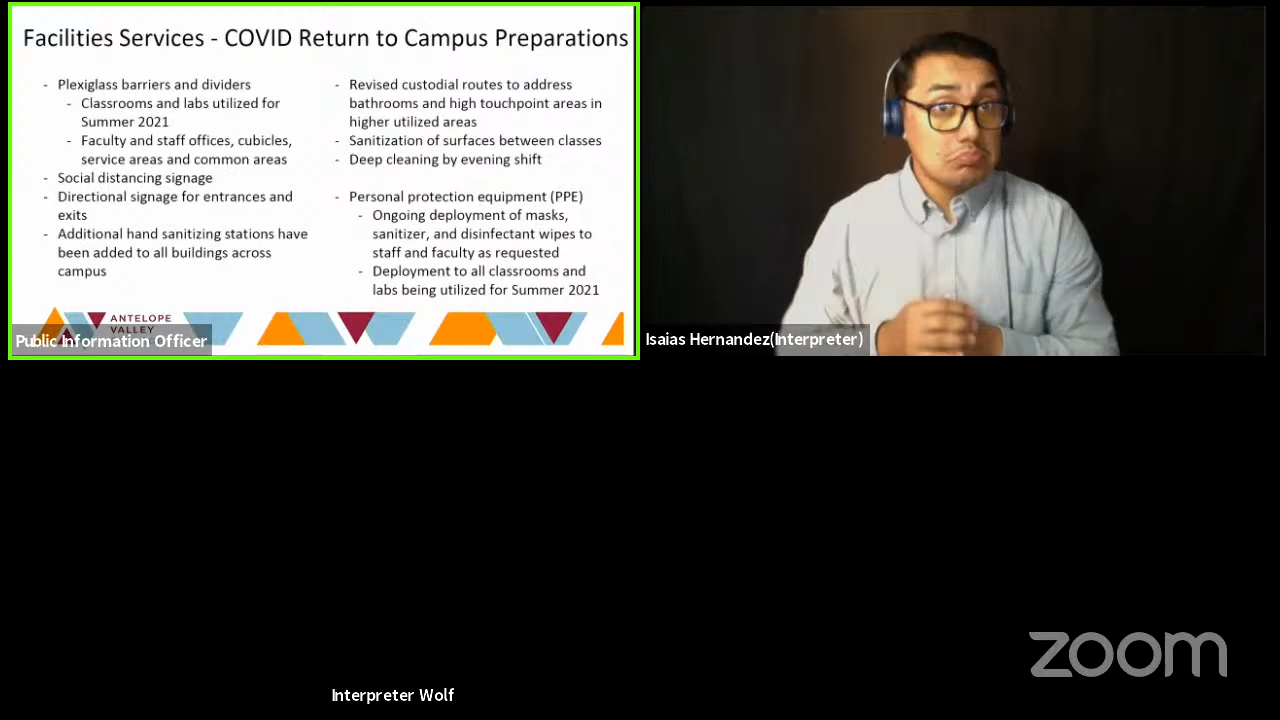 Facilities Services - COVID Return to Campus Preparations
- Plexiglass barriers and dividers
- Classrooms and labs utilized for
Summer 2021
- Faculty and staff offices, cubicles,
service areas and common areas
- Social distancing signage
- Directional signage for entrances and
exits
- Additional hand sanitizing stations have
been added to all buildings across
campus
- Revised custodial routes to address
bathrooms and high touchpoint areas in
higher utilized areas
- Sanitization of surfaces between classes
- Deep cleaning by evening shift
- Personal protection equipment (PPE)
- Ongoing deployment of masks,
sanitizer, and disinfectant wipes to
staff and faculty as requested
- Deployment to all classrooms and
labs being utilized for Summer 2021
ANTELOPE
VALLEY
Public Information Officer
Isaias Hernandez(Interpreter)
zoom
Interpreter Wolf